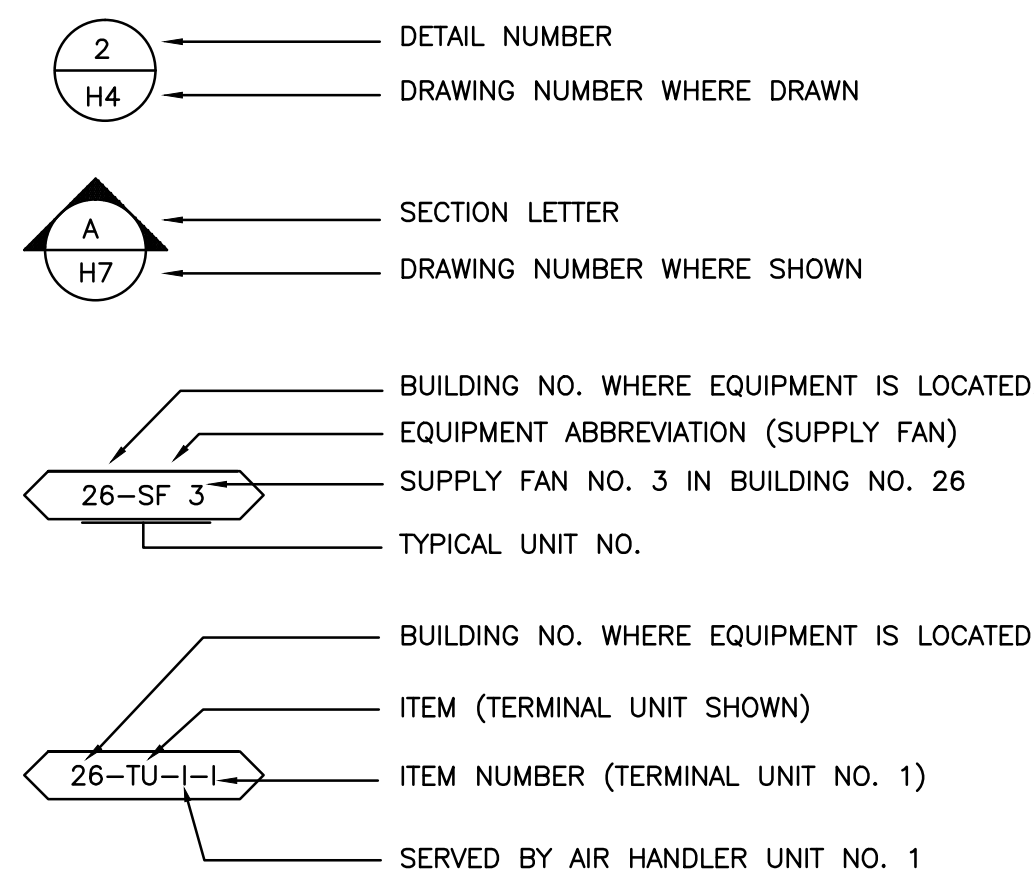 2
H4
DETAIL NUMBER
DRAWING NUMBER WHERE DRAWN
A
H7
SECTION LETTER
DRAWING NUMBER WHERE SHOWN
BUILDING NO. WHERE EQUIPMENT IS LOCATED
EQUIPMENT ABBREVIATION (SUPPLY FAN)
26-SF 3
SUPPLY FAN NO. 3 IN BUILDING NO. 26
TYPICAL UNIT NO.
BUILDING NO. WHERE EQUIPMENT IS LOCATED
ITEM (TERMINAL UNIT SHOWN)
26-TU-1-1
ITEM NUMBER (TERMINAL UNIT NO. 1)
SERVED BY AIR HANDLER UNIT NO. 1